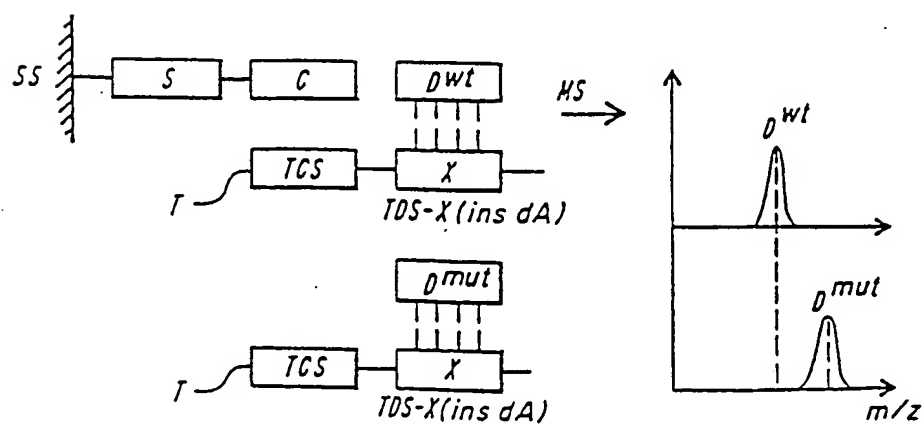 SS
S
C
D wt
MS
T
TCS
X
TDS-X (ins dA)
D mut
T
TCS
X
TDS-X (ins dA)
D wt
D mut
m/z